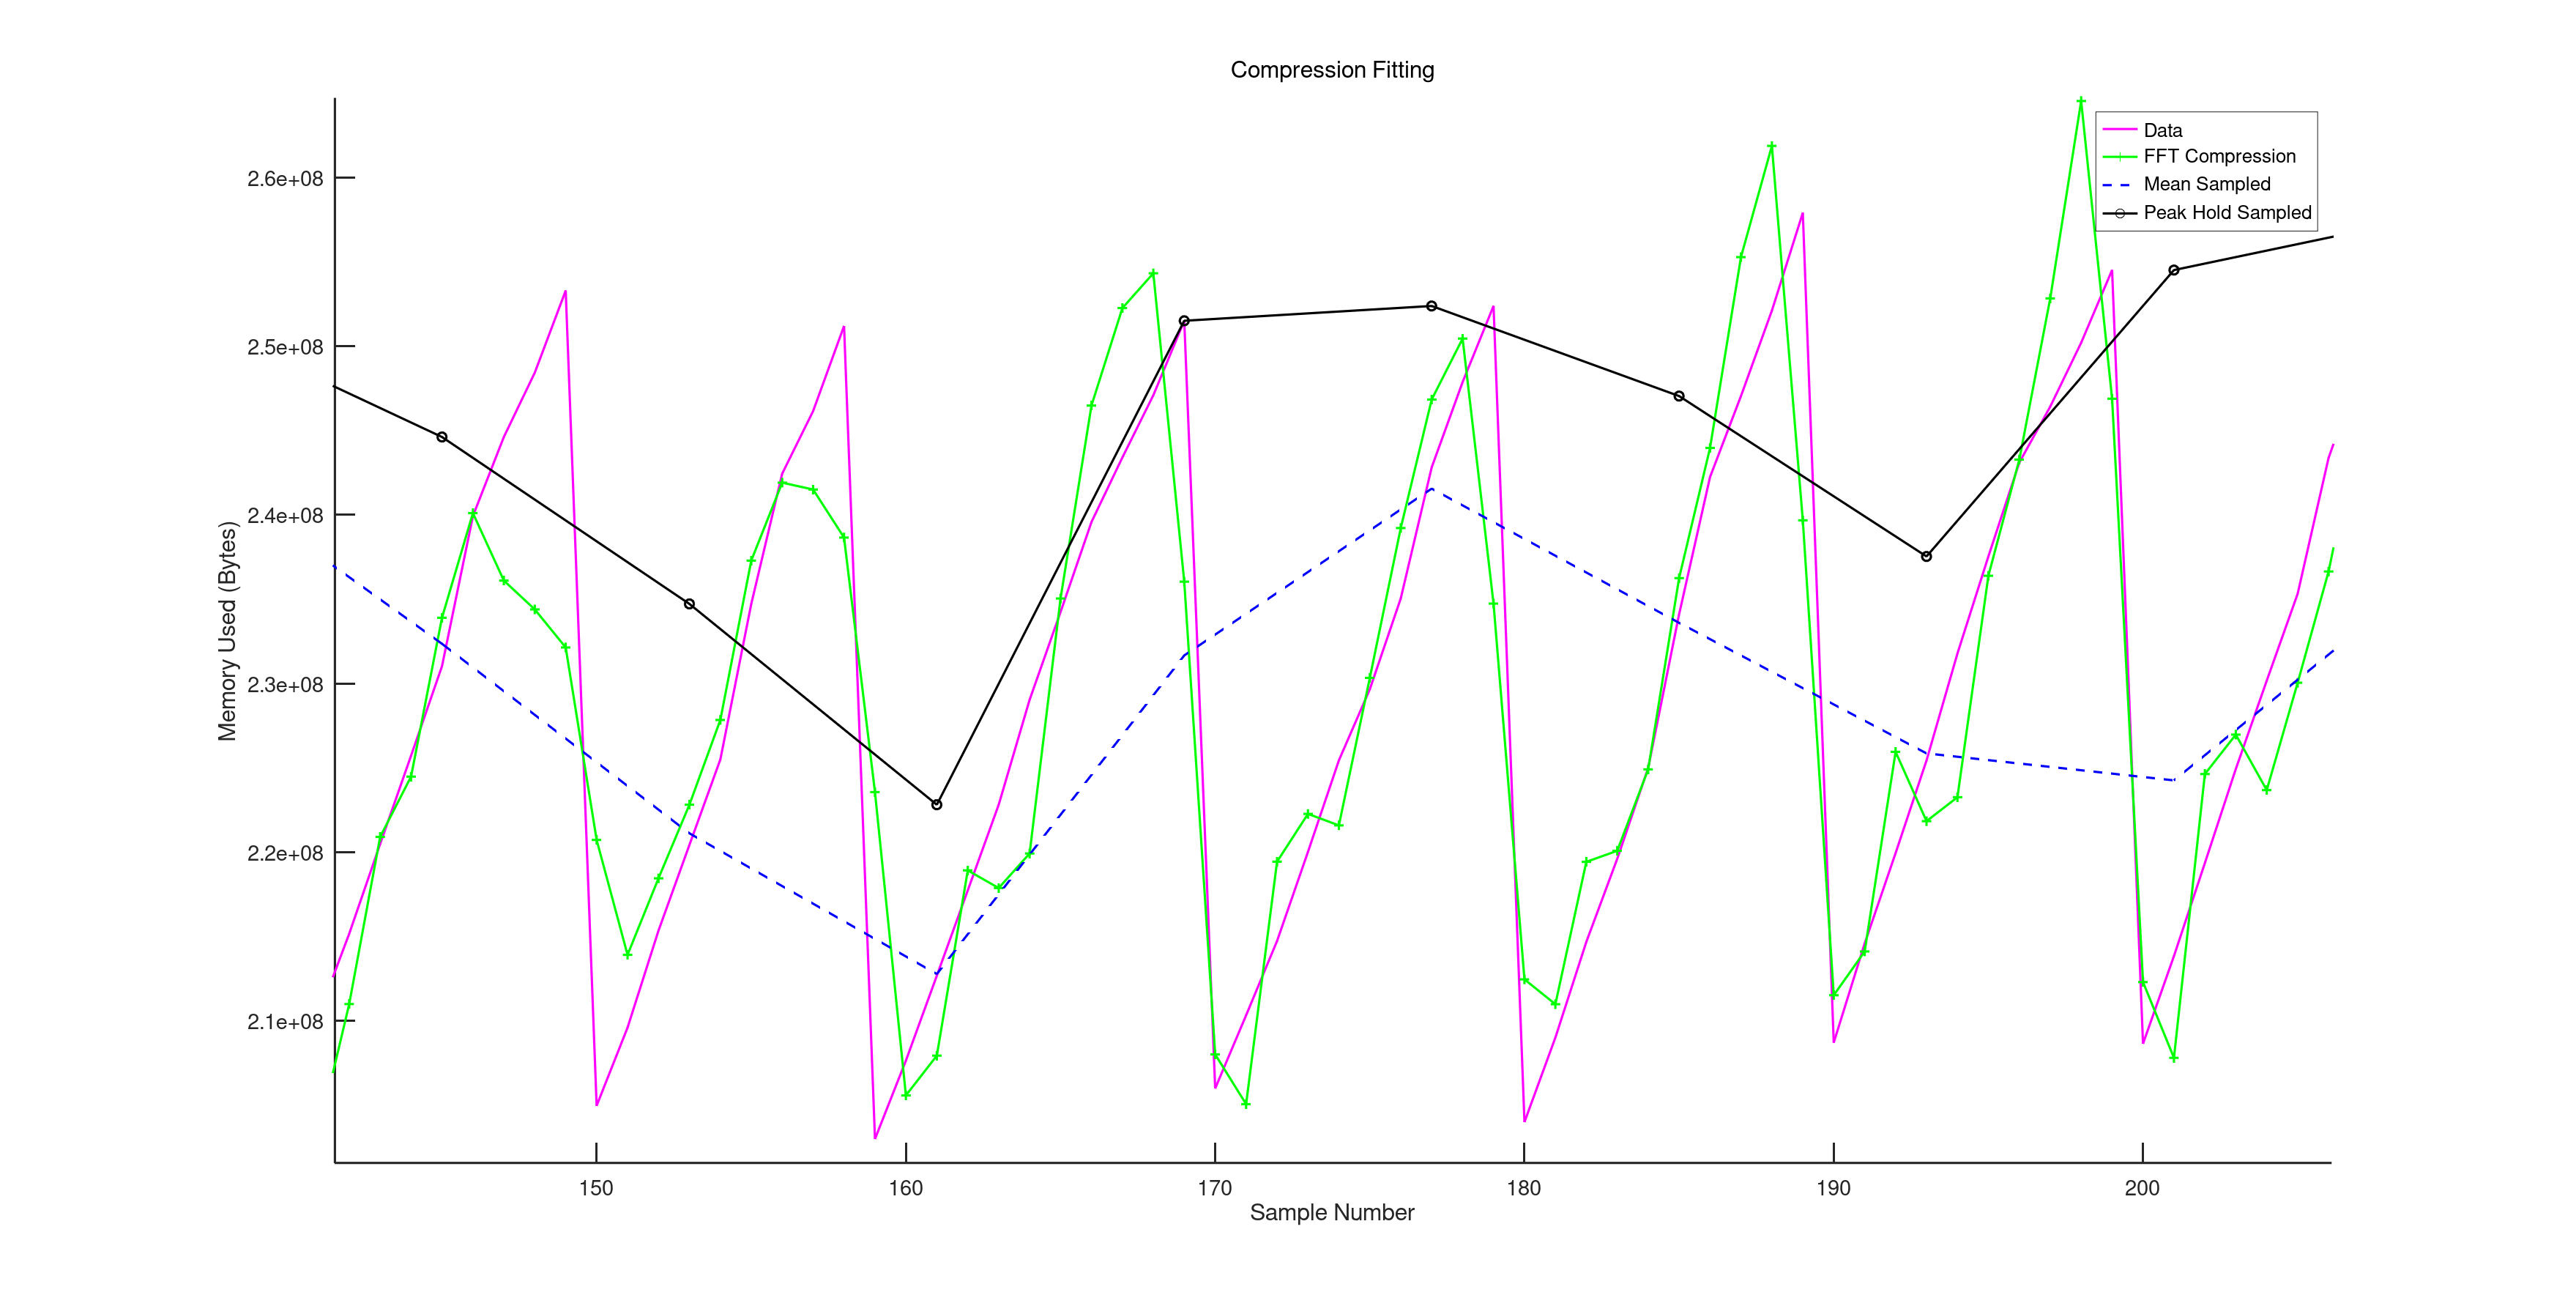 Compression Fitting
Data
FFT Compression
Mean Sampled
Peak Hold Sampled
2.6e+08
2.5e+08
2.4e+08
2.3e+08
2.2e+08
2.1e+08
Memory Used (Bytes)
150 160 170 180 190 200
Sample Number